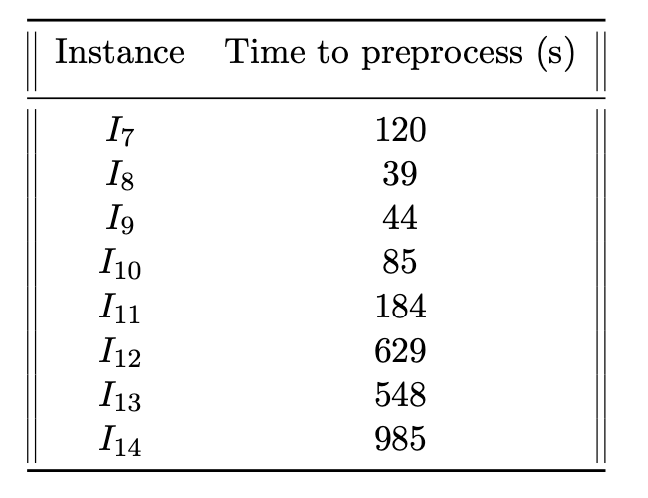 Instance Time to preprocess (s)
I₇ 120
I₈ 39
I₉ 44
I₁₀ 85
I₁₁ 184
I₁₂ 629
I₁₃ 548
I₁₄ 985